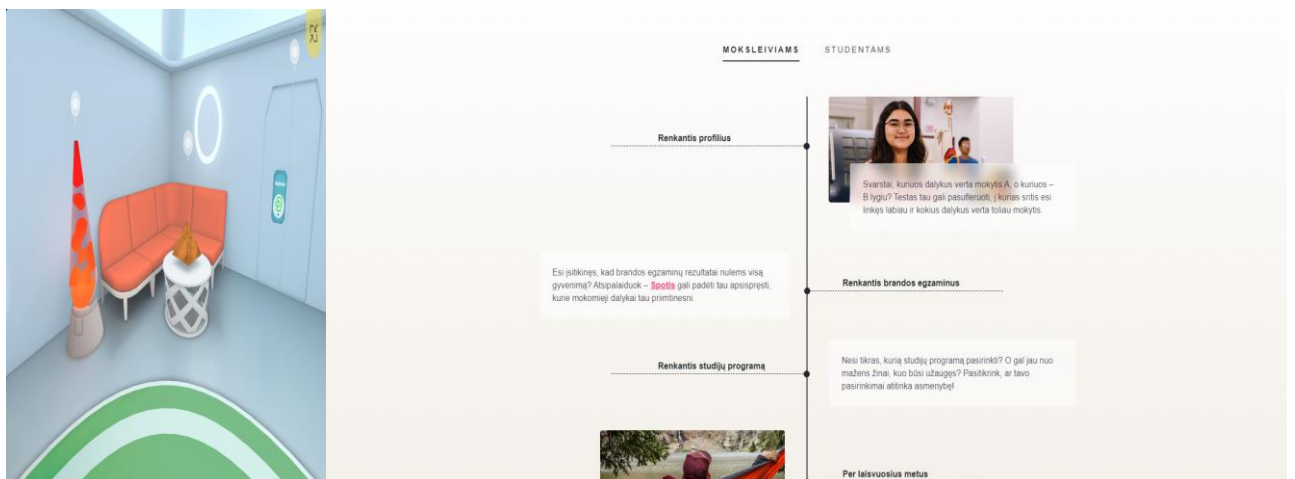 MOKSLEIVIAMS STUDENTAMS
Renkantis profilius
Svarstai, kuriuos dalykus verta mokytis A, o kuriuos –
B lygiu? Testas tau gali pasufleruoti, į kurias sritis esi
linkęs labiau ir kokius dalykus verta toliau mokytis.
Esi įsitikinęs, kad brandos egzaminų rezultatai nulems visą
gyvenimą? Atsipalaiduok – Spotis gali padėti tau apsispręsti,
kurie mokomieji dalykai tau priimtinesni.
Renkantis brandos egzaminus
Renkantis studijų programą
Nesi tikras, kurią studijų programą pasirinkti? O gal jau nuo
mažens žinai, kuo būsi užaugęs? Pasitikrink, ar tavo
pasirinkimai atitinka asmenybę!
Per laisvuosius metus